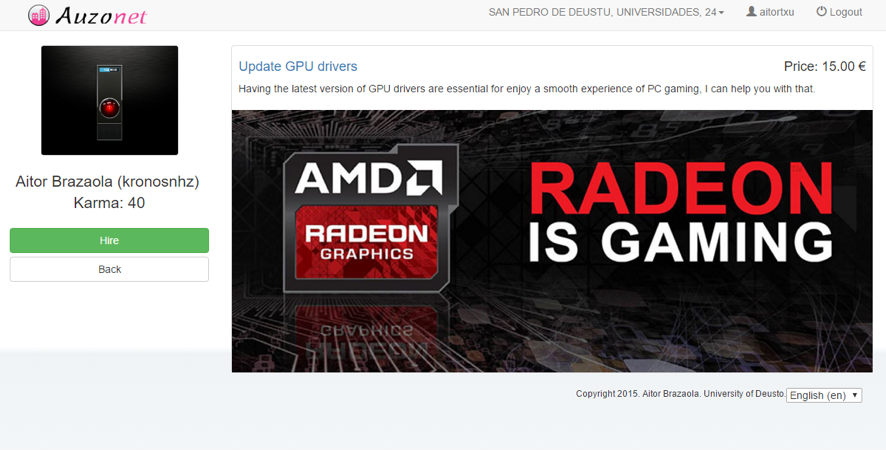 Auzonet
SAN PEDRO DE DEUSTU, UNIVERSIDADES, 24
aitortxu
Logout
Aitor Brazaola (kronosnhz)
Karma: 40
Hire
Back
Update GPU drivers
Price: 15.00 €
Having the latest version of GPU drivers are essential for enjoy a smooth experience of PC gaming, I can help you with that.
AMD
RADEON
GRAPHICS
RADEON
IS GAMING
GRAPHICS
Copyright 2015. Aitor Brazaola. University of Deusto.
English (en)